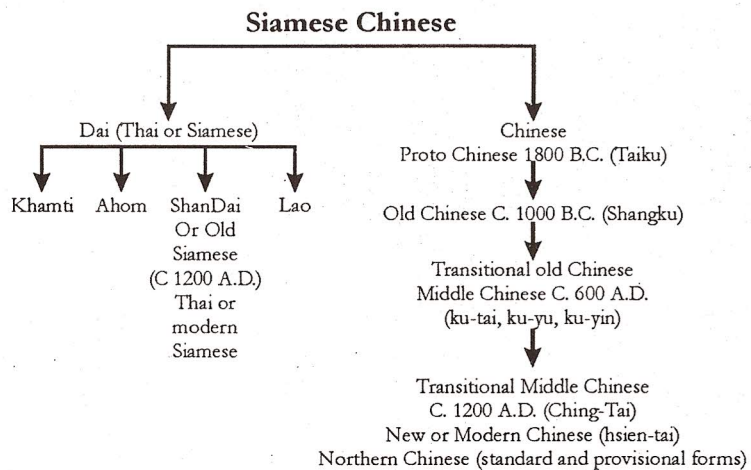 Siamese Chinese
Dai (Thai or Siamese)
Khamti
Ahom
ShanDai
Or Old
Siamese
(C 1200 A.D.)
Thai or
modern
Siamese
Lao
Chinese
Proto Chinese 1800 B.C. (Taiku)
Old Chinese C. 1000 B.C. (Shangku)
Transitional old Chinese
Middle Chinese C. 600 A.D.
(ku-tai, ku-yu, ku-yin)
Transitional Middle Chinese
C. 1200 A.D. (Ching-Tai)
New or Modern Chinese (hsien-tai)
Northern Chinese (standard and provisional forms)